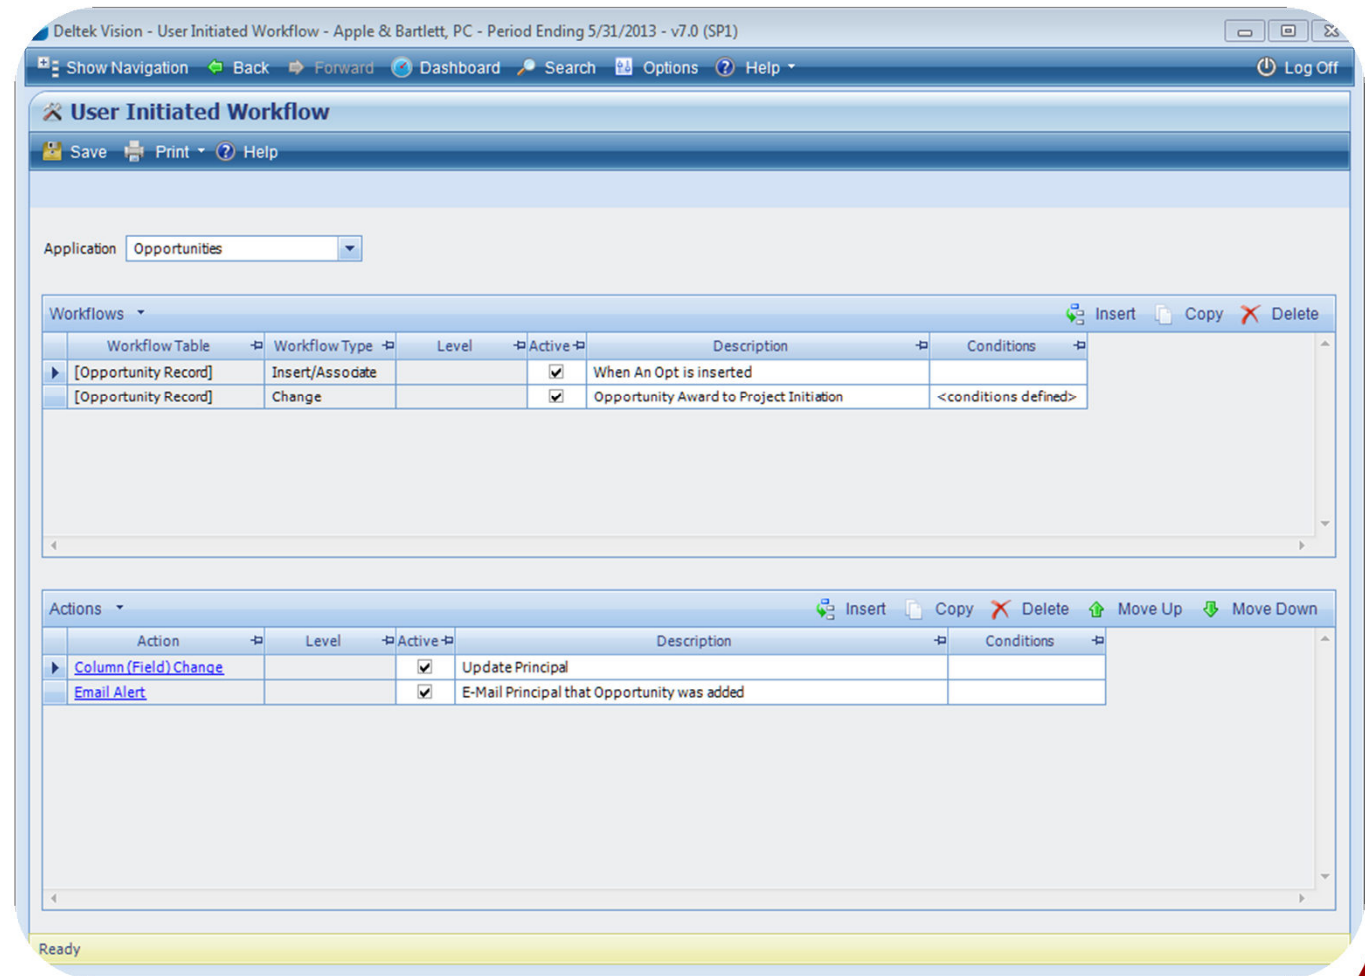 Deltek Vision - User Initiated Workflow - Apple & Bartlett, PC - Period Ending 5/31/2013 - v7.0 (SP1)
Show Navigation Back Forward Dashboard Search Options Help Log Off
User Initiated Workflow
Save Print Help
Application Opportunities
Workflows Insert Copy Delete
Workflow Table Workflow Type Level Active Description Conditions
[Opportunity Record] Insert/Associate When An Opt is inserted
[Opportunity Record] Change Opportunity Award to Project Initiation <conditions defined>
Actions Insert Copy Delete Move Up Move Down
Action Level Active Description Conditions
Column (Field) Change Update Principal
Email Alert E-Mail Principal that Opportunity was added
Ready